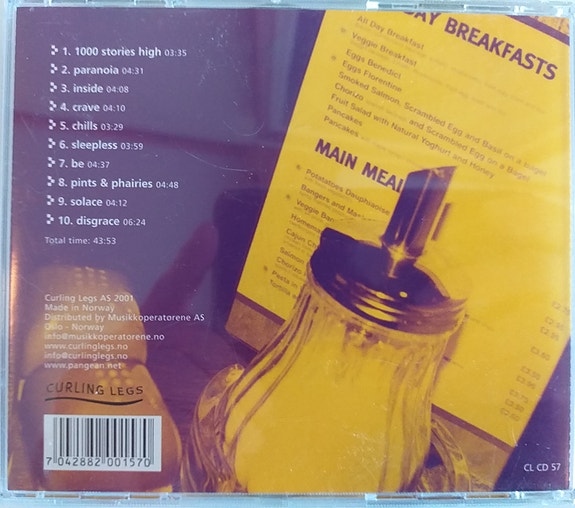 1. 1000 stories high 03:35
2. paranoia 04:31
3. inside 04:08
4. crave 04:10
5. chills 03:29
6. sleepless 03:59
7. be 04:37
8. pints & phairies 04:48
9. solace 04:12
10. disgrace 06:24
Total time: 43:53
Curling Legs AS 2001
Made in Norway
Distributed by Musikkoperatørene AS
Oslo - Norway
info@musikkoperatorene.no
www.curlinglegs.no
info@curlinglegs.no
www.pangean.net
CURLING LEGS
7 042882 001570
DAY BREAKFASTS
All Day Breakfast
Veggie Breakfast
Eggs Benedict
Eggs Florentine
Smoked Salmon, Scrambled Egg and Basil on a Bagel
Chorizo and Scrambled Egg on a Bagel
Fruit Salad with Natural Yoghurt and Honey
Pancakes
Pancakes
MAIN MEAL
Potatoes Dauphinoise
Bangers and
Veggie
Cajun
Salmon
Chorizo
CL CD 57